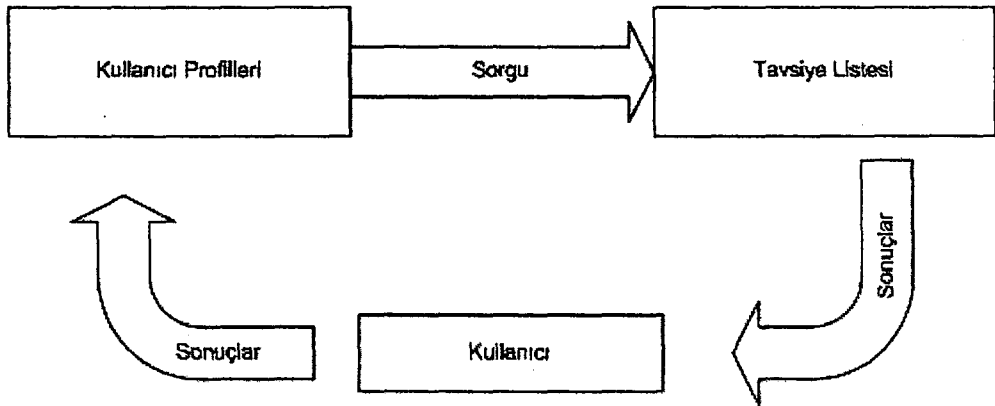 Kullanıcı Profilleri
Sorgu
Tavsiye Listesi
Sonuçlar
Kullanıcı
Sonuçlar